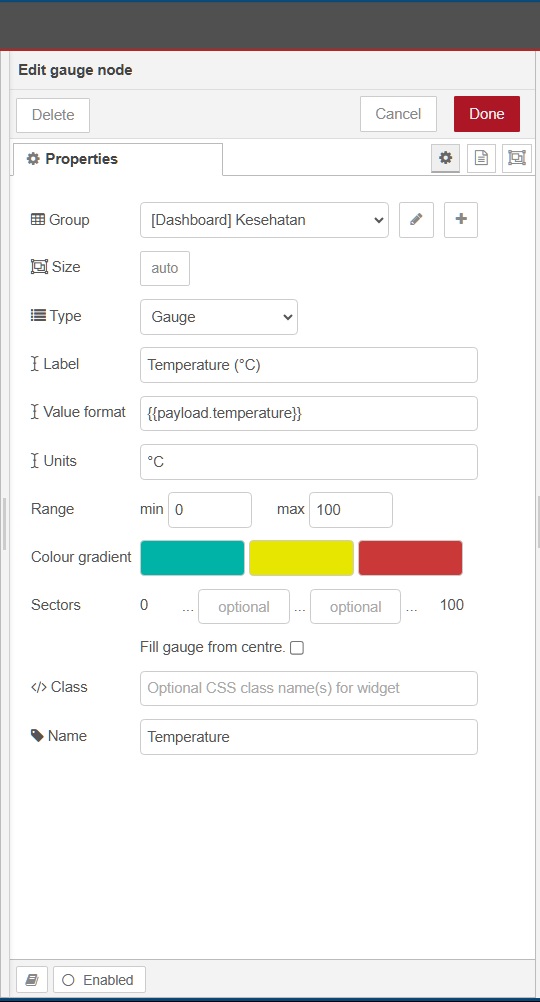 Edit gauge node
Delete
Cancel
Done
Properties
Group
[Dashboard] Kesehatan
Size
auto
Type
Gauge
Label
Temperature (°C)
Value format
{{payload.temperature}}
Units
°C
Range
min 0
max 100
Colour gradient
Sectors
0 ... optional ... optional ... 100
Fill gauge from centre.
</> Class
Optional CSS class name(s) for widget
Name
Temperature
Enabled